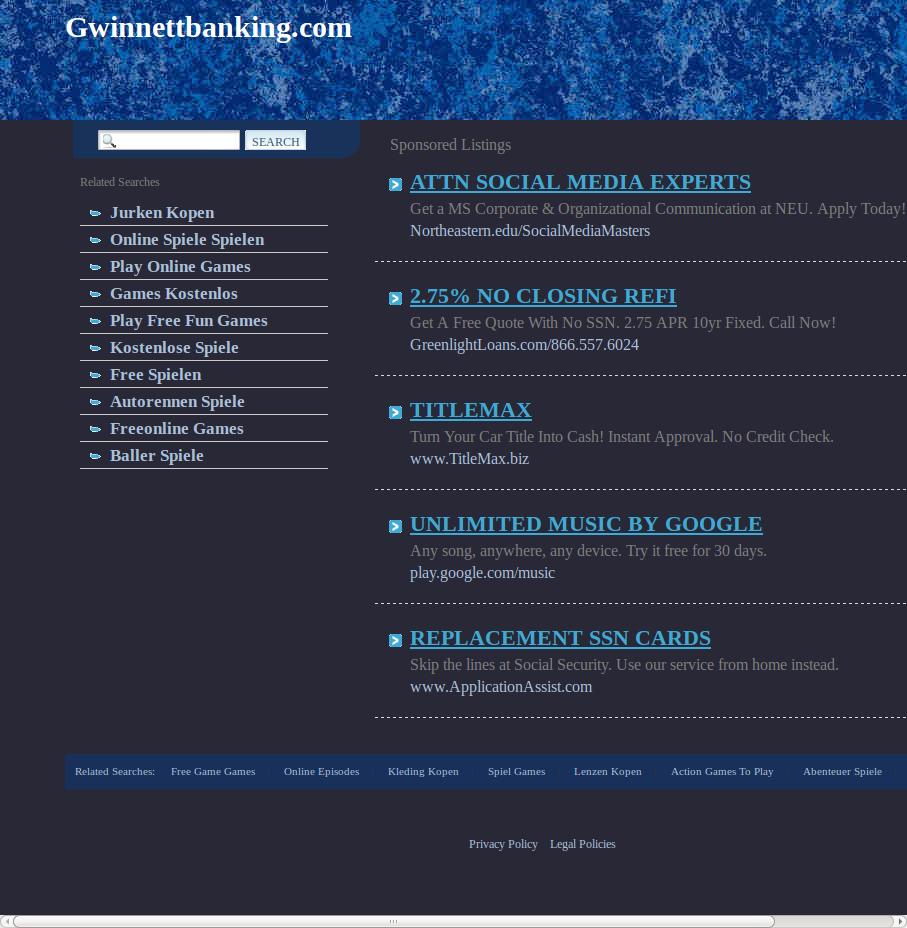 Gwinnettbanking.com
SEARCH
Related Searches
Jurken Kopen
Online Spiele Spielen
Play Online Games
Games Kostenlos
Play Free Fun Games
Kostenlose Spiele
Free Spielen
Autorennen Spiele
Freeonline Games
Baller Spiele
Sponsored Listings
ATTN SOCIAL MEDIA EXPERTS
Get a MS Corporate & Organizational Communication at NEU. Apply Today!
Northeastern.edu/SocialMediaMasters
2.75% NO CLOSING REFI
Get A Free Quote With No SSN. 2.75 APR 10yr Fixed. Call Now!
GreenlightLoans.com/866.557.6024
TITLEMAX
Turn Your Car Title Into Cash! Instant Approval. No Credit Check.
www.TitleMax.biz
UNLIMITED MUSIC BY GOOGLE
Any song, anywhere, any device. Try it free for 30 days.
play.google.com/music
REPLACEMENT SSN CARDS
Skip the lines at Social Security. Use our service from home instead.
www.ApplicationAssist.com
Related Searches: Free Game Games Online Episodes Kleding Kopen Spiel Games Lenzen Kopen Action Games To Play Abenteuer Spiele
Privacy Policy Legal Policies